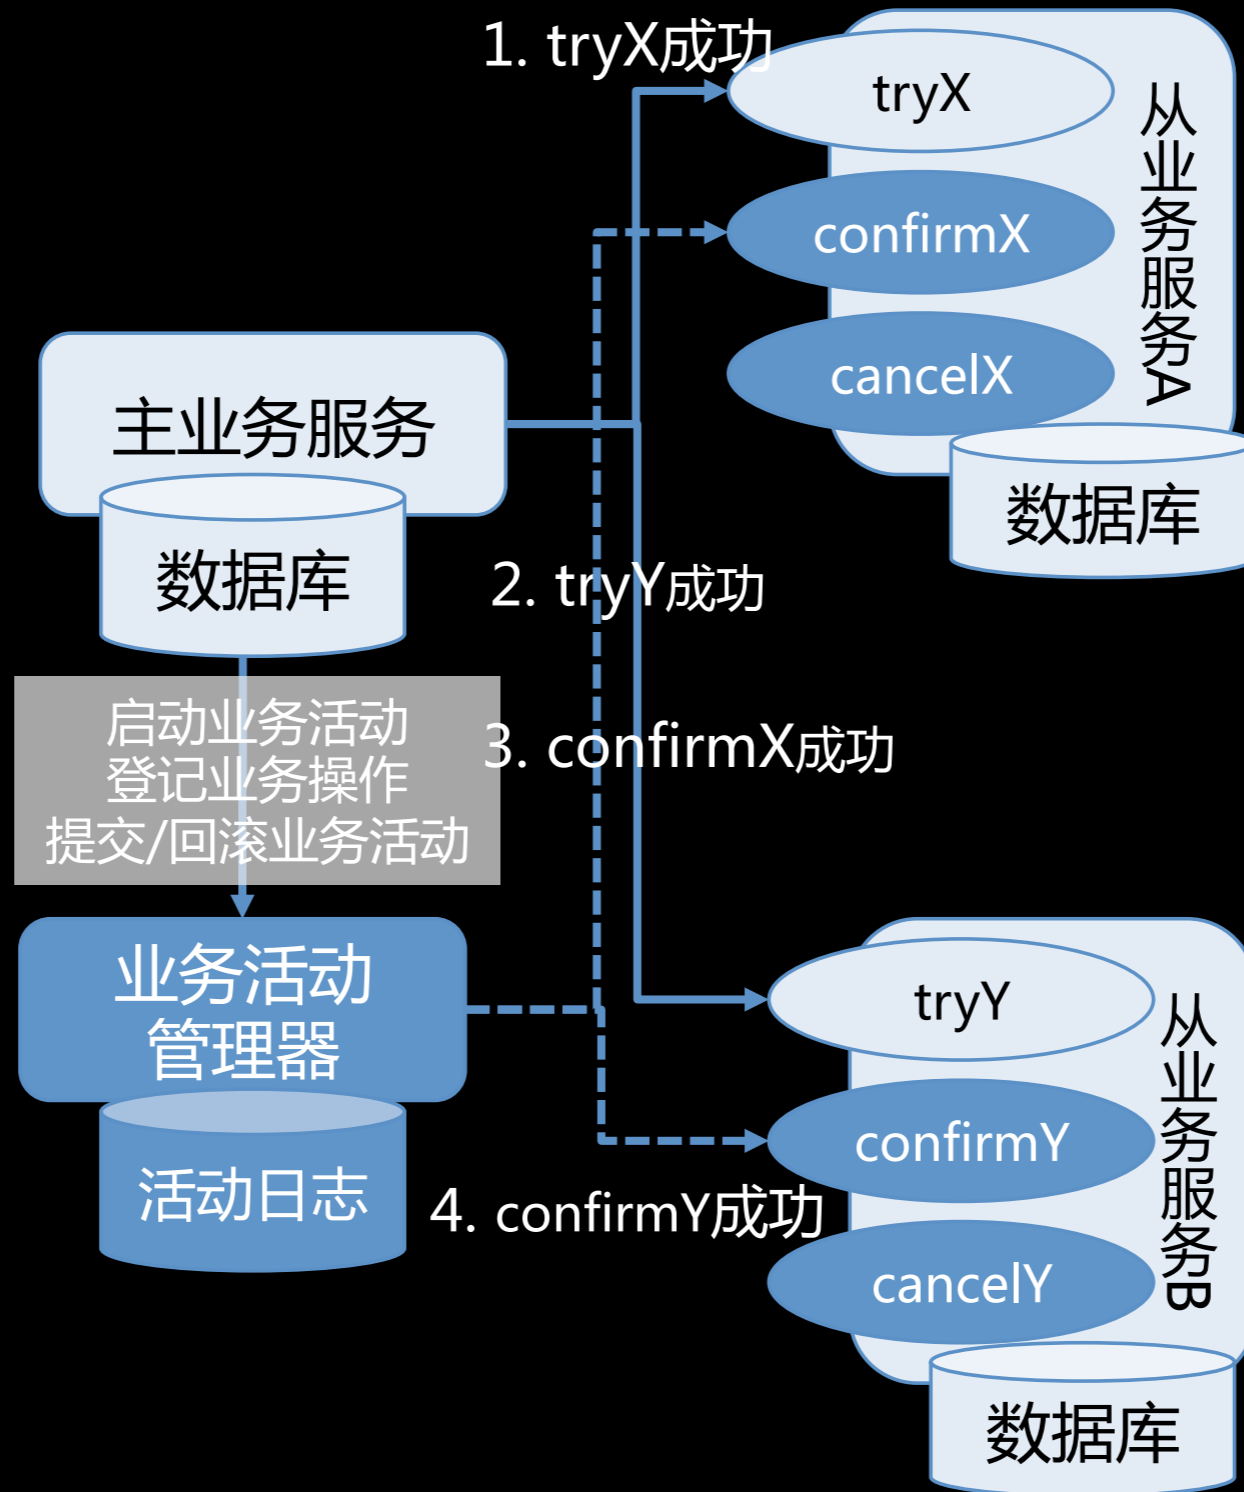 1. tryX成功
tryX
confirmX
cancelX
从业务服务A
数据库
主业务服务
数据库
2. tryY成功
启动业务活动
登记业务操作
提交/回滚业务活动
3. confirmX成功
业务活动
管理器
活动日志
tryY
confirmY
4. confirmY成功
cancelY
从业务服务B
数据库